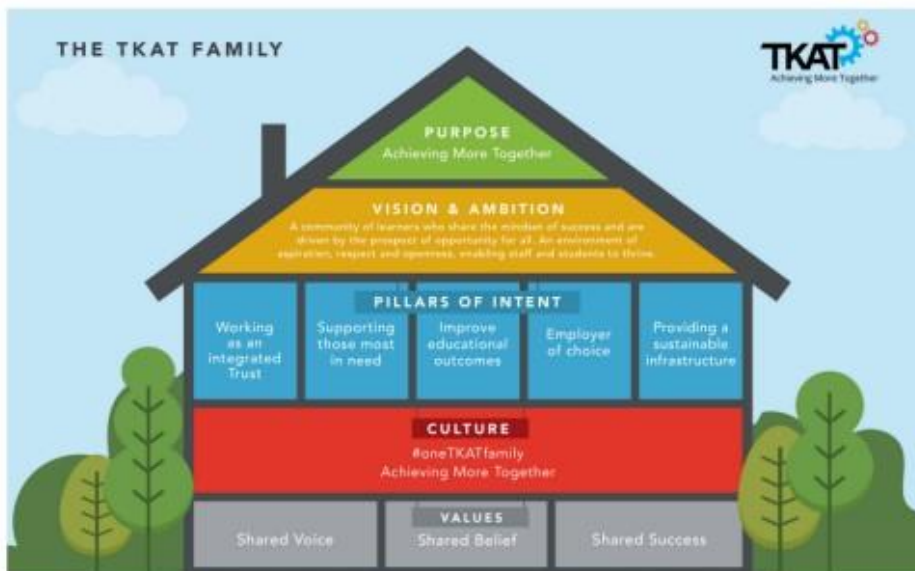 THE TKAT FAMILY
TKAT
Achieving More Together
PURPOSE
Achieving More Together
VISION & AMBITION
A community of learners who share the mindset of success and are
driven by the prospect of opportunity for all. An environment of
aspiration, respect and openness, enabling staff and students to thrive.
PILLARS OF INTENT
Working
as an
integrated
Trust
Supporting
those most
in need
Improve
educational
outcomes
Employer
of choice
Providing a
sustainable
infrastructure
CULTURE
#oneTKATfamily
Achieving More Together
VALUES
Shared Voice
Shared Belief
Shared Success